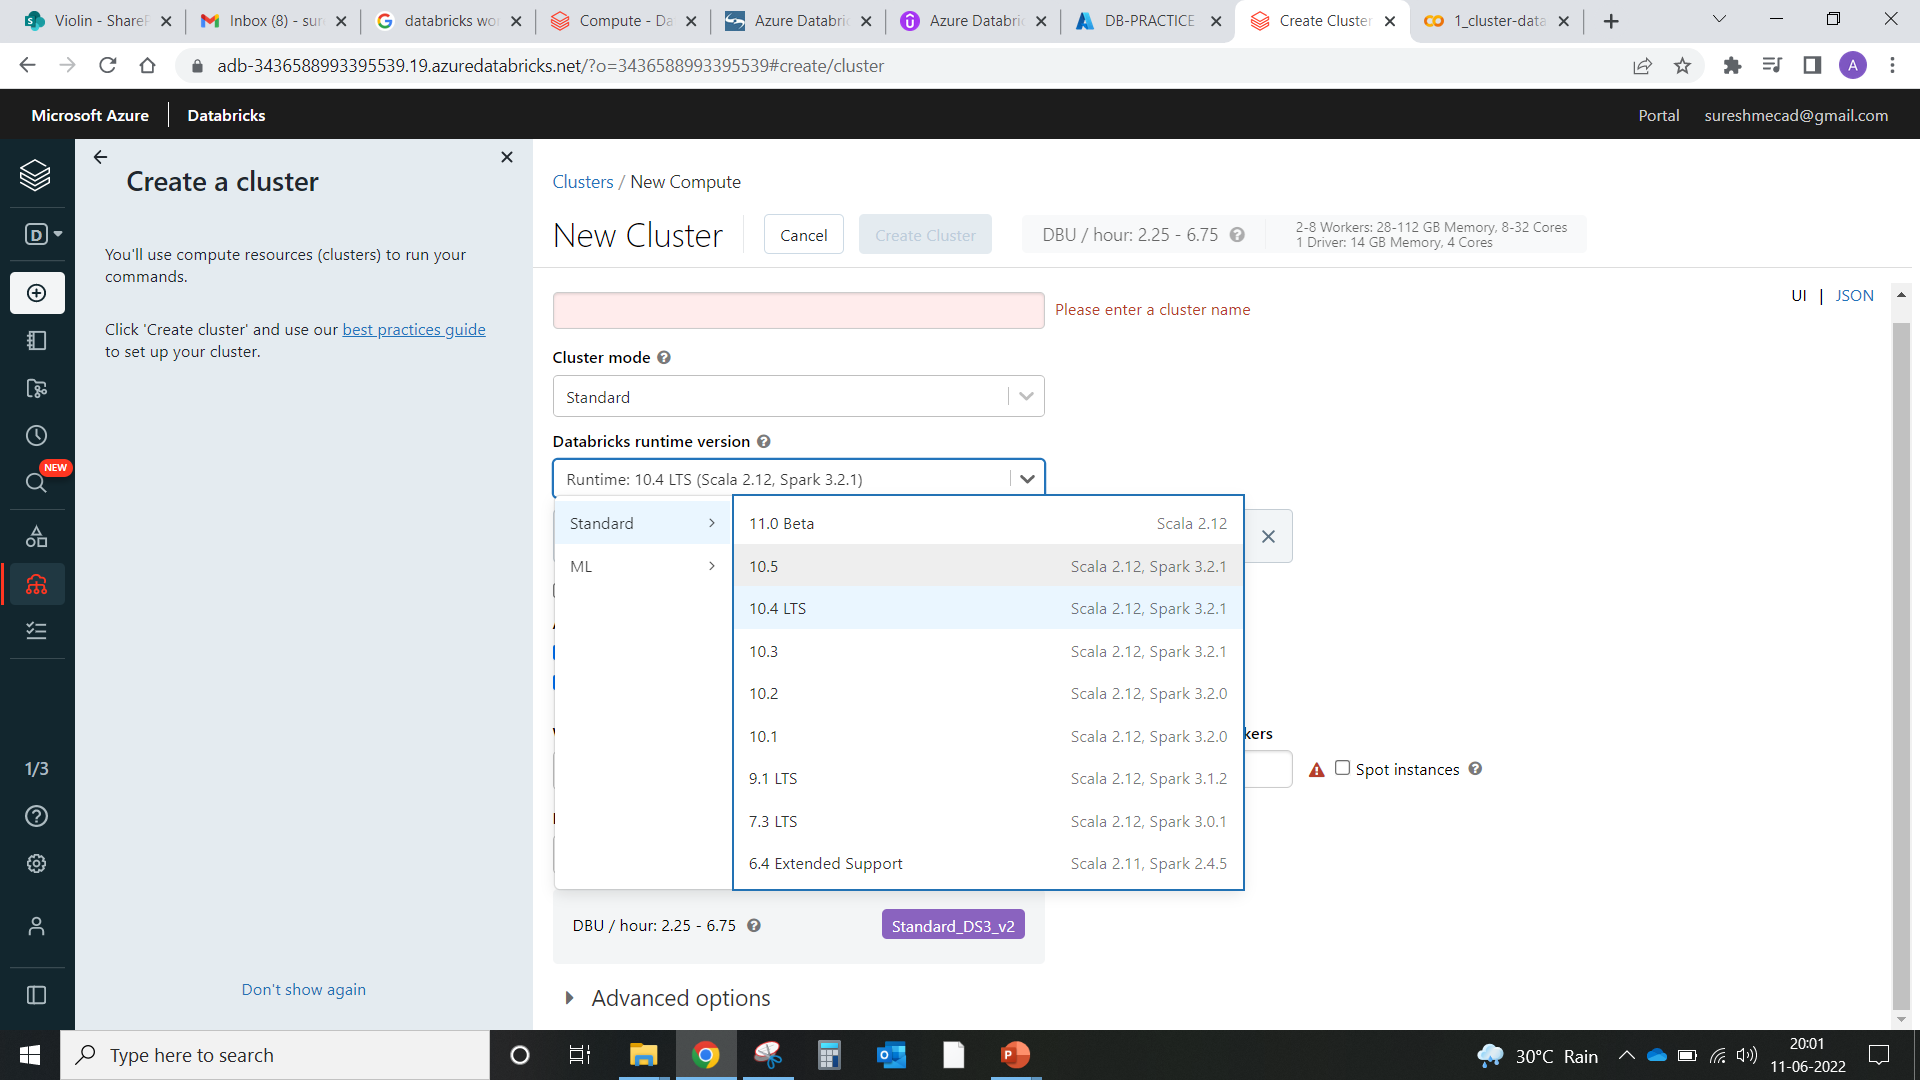 Violin - ShareP
Inbox (8) - sur
databricks wor
Compute - Da
Azure Databric
Azure Databric
DB-PRACTICE
Create Cluster
1_cluster-data
adb-3436588993395539.19.azuredatabricks.net/?o=3436588993395539#create/cluster
A
Microsoft Azure
Databricks
Portal
sureshmecad@gmail.com
Create a cluster
You'll use compute resources (clusters) to run your
commands.
Click 'Create cluster' and use our best practices guide
to set up your cluster.
Don't show again
D
NEW
1/3
Clusters / New Compute
New Cluster
Cancel
Create Cluster
DBU / hour: 2.25 - 6.75
2-8 Workers: 28-112 GB Memory, 8-32 Cores
1 Driver: 14 GB Memory, 4 Cores
UI | JSON
Please enter a cluster name
Cluster mode
Standard
Databricks runtime version
Runtime: 10.4 LTS (Scala 2.12, Spark 3.2.1)
Standard
ML
11.0 Beta Scala 2.12
10.5 Scala 2.12, Spark 3.2.1
10.4 LTS Scala 2.12, Spark 3.2.1
10.3 Scala 2.12, Spark 3.2.1
10.2 Scala 2.12, Spark 3.2.0
10.1 Scala 2.12, Spark 3.2.0
9.1 LTS Scala 2.12, Spark 3.1.2
7.3 LTS Scala 2.12, Spark 3.0.1
6.4 Extended Support Scala 2.11, Spark 2.4.5
kers
Spot instances
DBU / hour: 2.25 - 6.75
Standard_DS3_v2
Advanced options
Type here to search
30°C Rain
20:01
11-06-2022